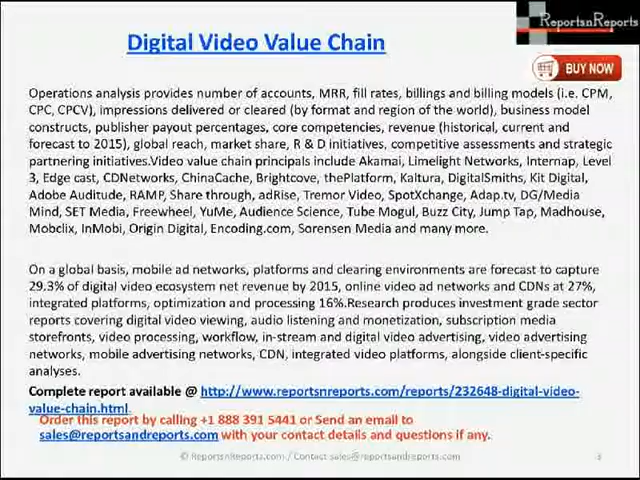 ReportsnReports
Digital Video Value Chain
BUY NOW
Operations analysis provides number of accounts, MRR, fill rates, billings and billing models (i.e. CPM,
CPC, CPCV), impressions delivered or cleared (by format and region of the world), business model
constructs, publisher payout percentages, core competencies, revenue (historical, current and
forecast to 2015), global reach, market share, R & D initiatives, competitive assessments and strategic
partnering initiatives.Video value chain principals include Akamai, Limelight Networks, Internap, Level
3, Edge cast, CDNetworks, ChinaCache, Brightcove, thePlatform, Kaltura, DigitalSmiths, Kit Digital,
Adobe Auditude, RAMP, Share through, adRise, Tremor Video, SpotXchange, Adap.tv, DG/Media
Mind, SET Media, Freewheel, YuMe, Audience Science, Tube Mogul, Buzz City, Jump Tap, Madhouse,
Mobclix, InMobi, Origin Digital, Encoding.com, Sorensen Media and many more.
On a global basis, mobile ad networks, platforms and clearing environments are forecast to capture
29.3% of digital video ecosystem net revenue by 2015, online video ad networks and CDNs at 27%,
integrated platforms, optimization and processing 16%.Research produces investment grade sector
reports covering digital video viewing, audio listening and monetization, subscription media
storefronts, video processing, workflow, in-stream and digital video advertising, video advertising
networks, mobile advertising networks, CDN, integrated video platforms, alongside client-specific
analyses.
Complete report available @ http://www.reportsnreports.com/reports/232648-digital-video-
value-chain.html.
Order this report by calling +1 888 391 5441 or Send an email to
sales@reportsandreports.com with your contact details and questions if any.
© ReportsnReports.com / Contact sales@reportsandreports.com